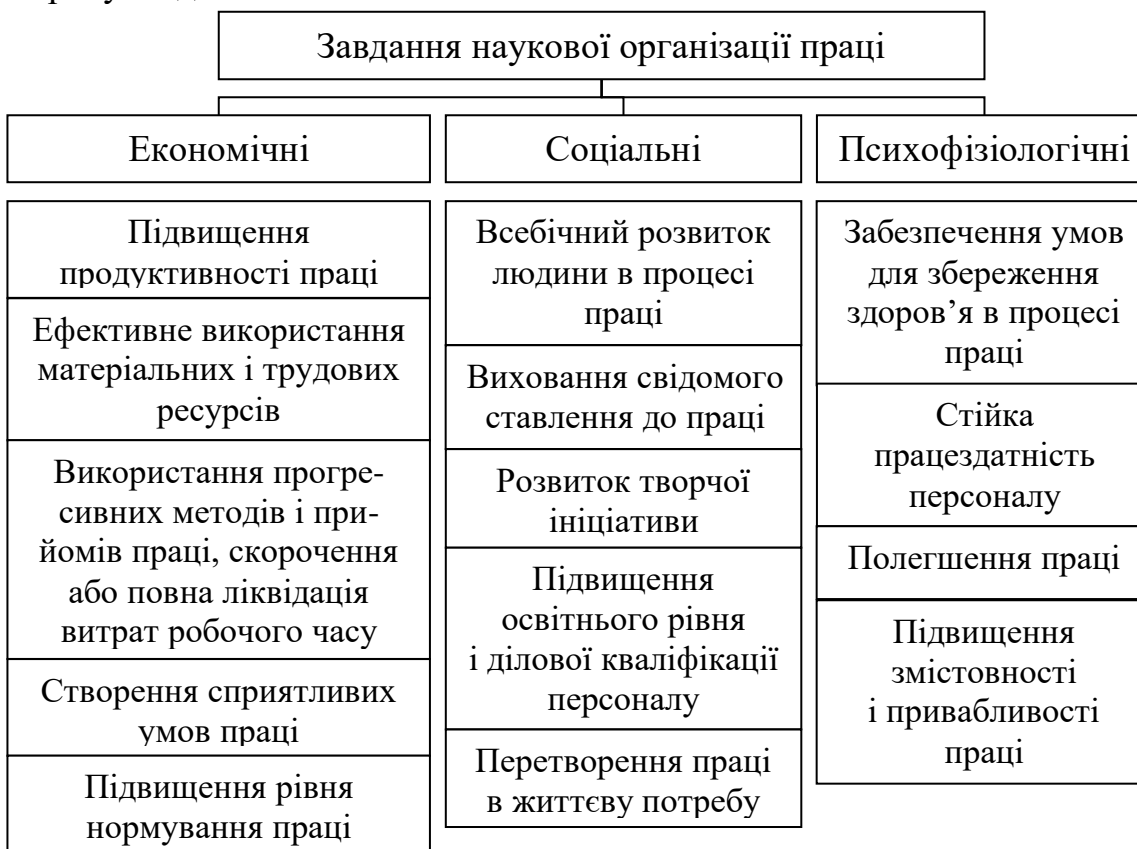 Завдання наукової організації праці
Економічні
Підвищення
продуктивності праці
Ефективне використання
матеріальних і трудових
ресурсів
Використання прогре-
сивних методів і при-
йомів праці, скорочення
або повна ліквідація
витрат робочого часу
Створення сприятливих
умов праці
Підвищення рівня
нормування праці
Соціальні
Всебічний розвиток
людини в процесі
праці
Виховання свідомого
ставлення до праці
Розвиток творчої
ініціативи
Підвищення
освітнього рівня
і ділової кваліфікації
персоналу
Перетворення праці
в життєву потребу
Психофізіологічні
Забезпечення умов
для збереження
здоров’я в процесі
праці
Стійка
працездатність
персоналу
Полегшення праці
Підвищення
змістовності
і привабливості
праці